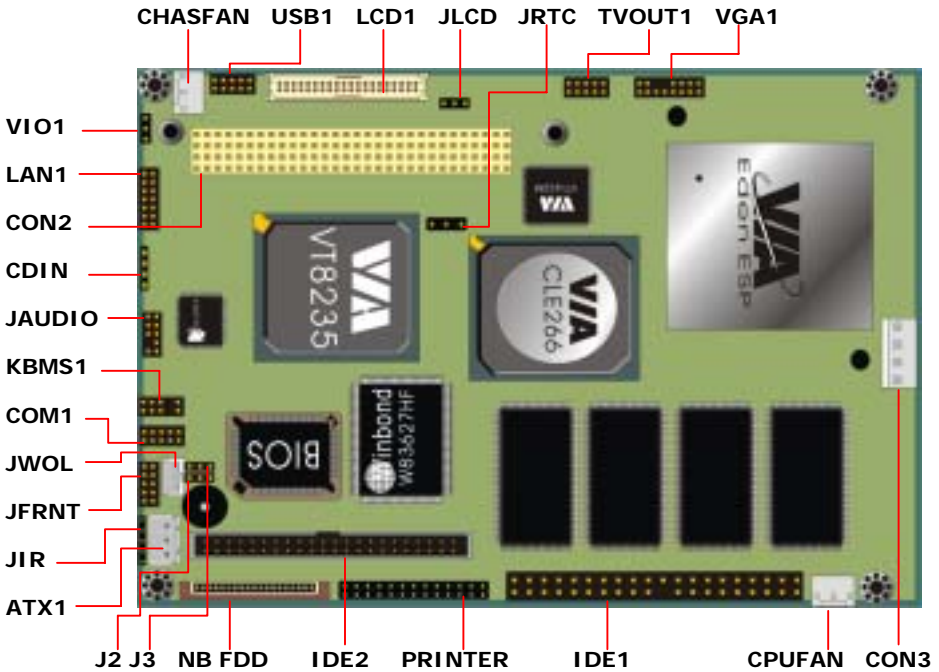 CHASFAN USB1 LCD1 JLCD JRTC TVOUT1 VGA1
VIO1
LAN1
CON2
CDIN
JAUDIO
KBMS1
COM1
JWOL
JFRNT
JIR
ATX1
J2 J3 NB FDD IDE2 PRINTER IDE1 CPUFAN CON3
VIA
VT8235
VIA
CLE266
VIA
VIA
Eden ESP
BIOS
Winbond
W83627HF